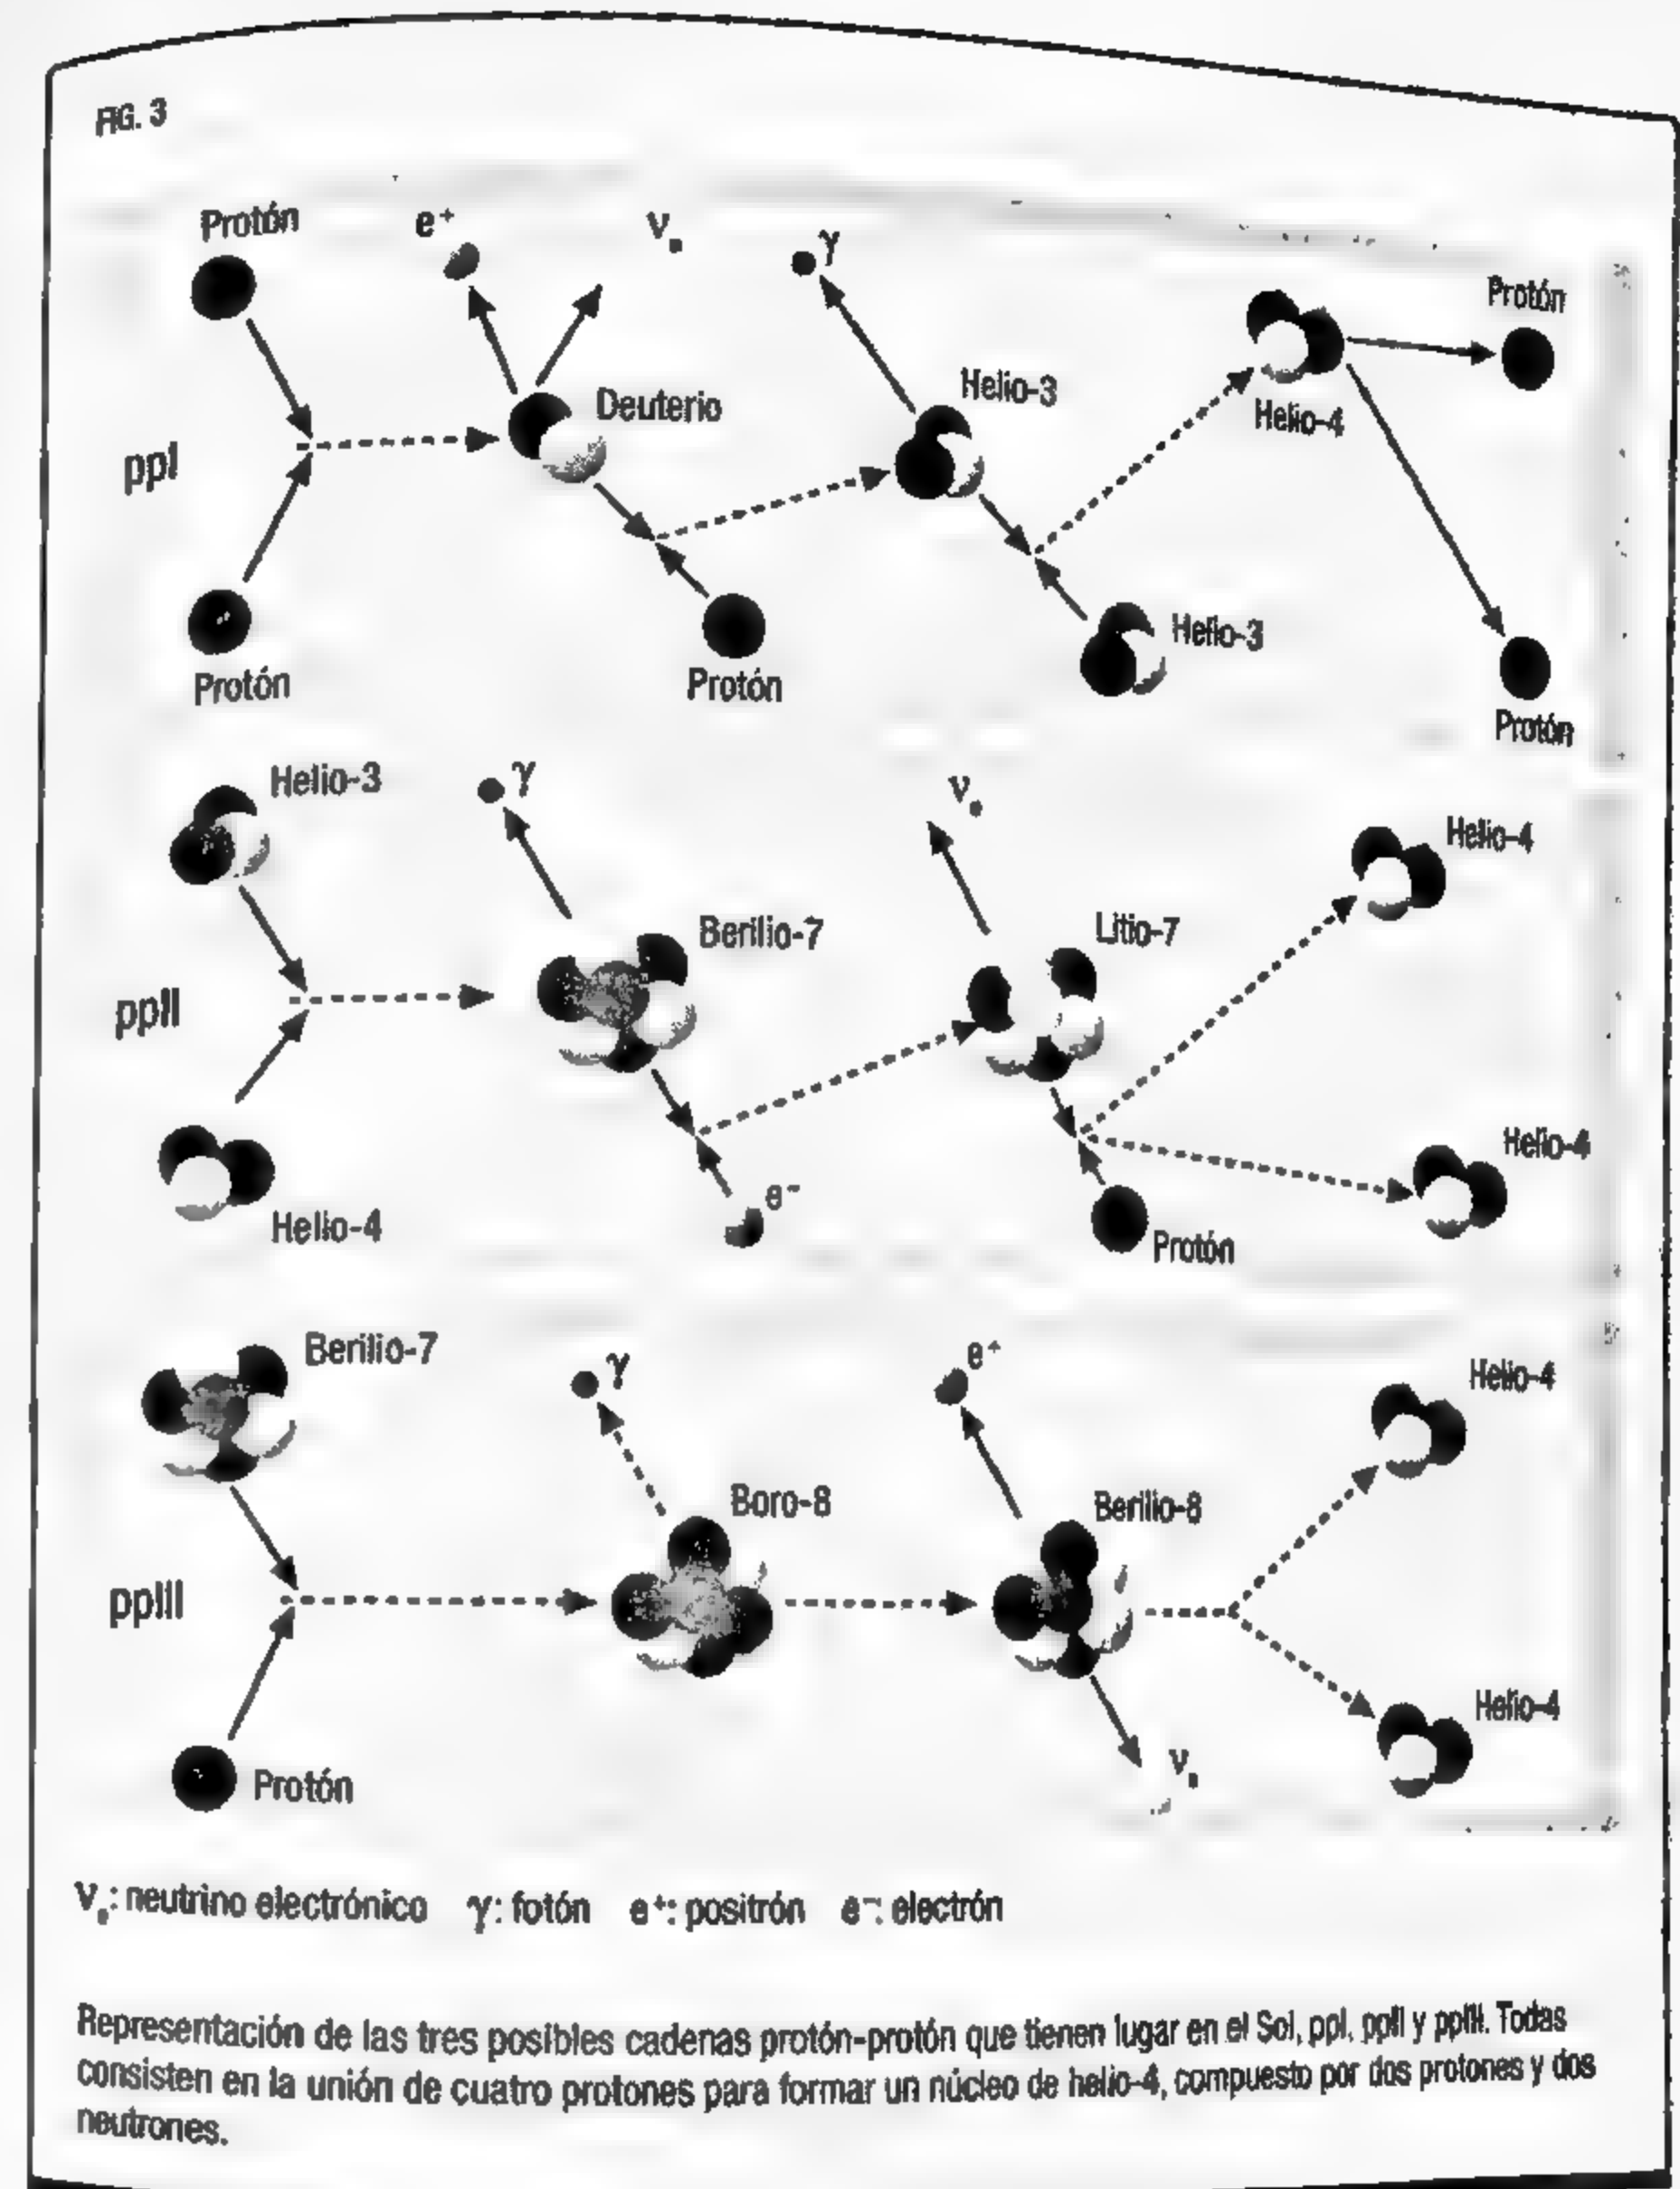 FIG. 3
Protón
e⁺
νₑ
γ
Protón
Helio-3
Deuterio
Helio-4
ppI
Helio-3
Protón
Protón
Protón
Helio-3
γ
νₑ
Helio-4
Berilio-7
Litio-7
ppII
Helio-4
e⁻
Helio-4
Protón
Berilio-7
γ
e⁺
Helio-4
Boro-8
Berilio-8
ppIII
Helio-4
Protón
νₑ
νₑ: neutrino electrónico γ: fotón e⁺: positrón e⁻: electrón
Representación de las tres posibles cadenas protón-protón que tienen lugar en el Sol, ppI, ppII y ppIII. Todas
consisten en la unión de cuatro protones para formar un núcleo de helio-4, compuesto por dos protones y dos
neutrones.